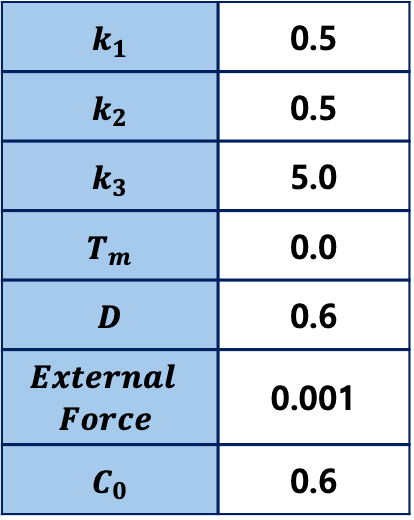 k₁ 0.5
k₂ 0.5
k₃ 5.0
Tₘ 0.0
D 0.6
External
Force 0.001
C₀ 0.6